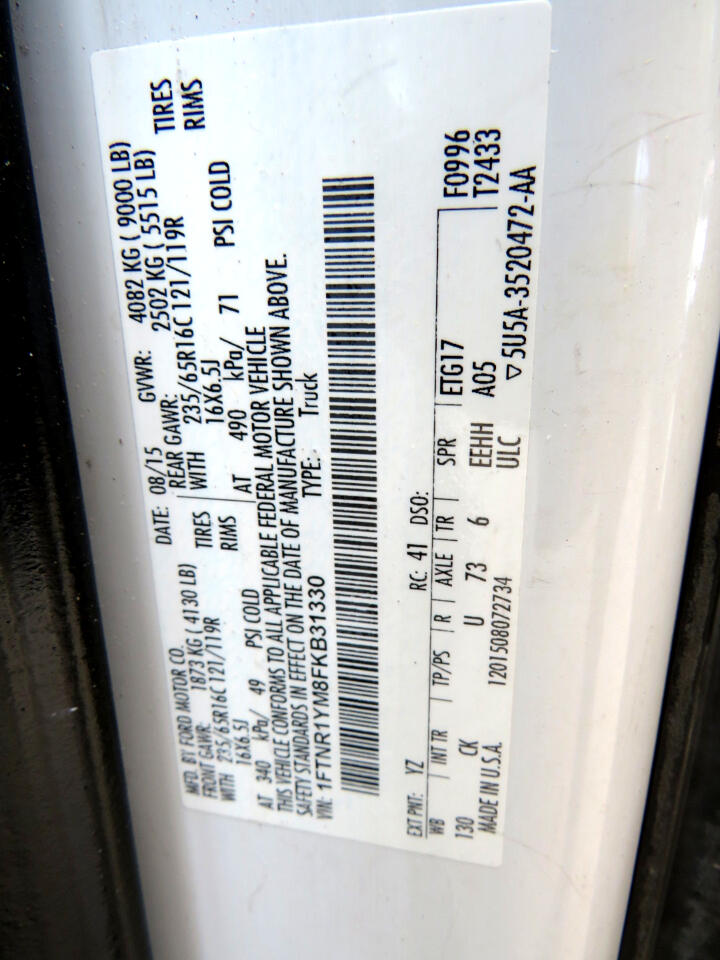 MFD. BY FORD MOTOR CO.
DATE: 08/15 GVWR: 4082 KG ( 9000 LB)
FRONT GAWR: 1873 KG ( 4130 LB) REAR GAWR: 2502 KG ( 5515 LB)
WITH 235/65R16C 121/119R TIRES WITH 235/65R16C 121/119R TIRES
16X6.5J RIMS 16X6.5J RIMS
AT 340 kPa/ 49 PSI COLD AT 490 kPa/ 71 PSI COLD
THIS VEHICLE CONFORMS TO ALL APPLICABLE FEDERAL MOTOR VEHICLE
SAFETY STANDARDS IN EFFECT ON THE DATE OF MANUFACTURE SHOWN ABOVE.
VIN: 1FTNR1YM8FKB31330 TYPE: Truck
EXT PNT: YZ RC: 41 DSO: F0996
WB INT TR TP/PS R AXLE TR SPR ETG17 T2433
130 CK U 73 6 EEHH A05
MADE IN U.S.A. 1201508072734 ULC ▽5U5A-3520472-AA